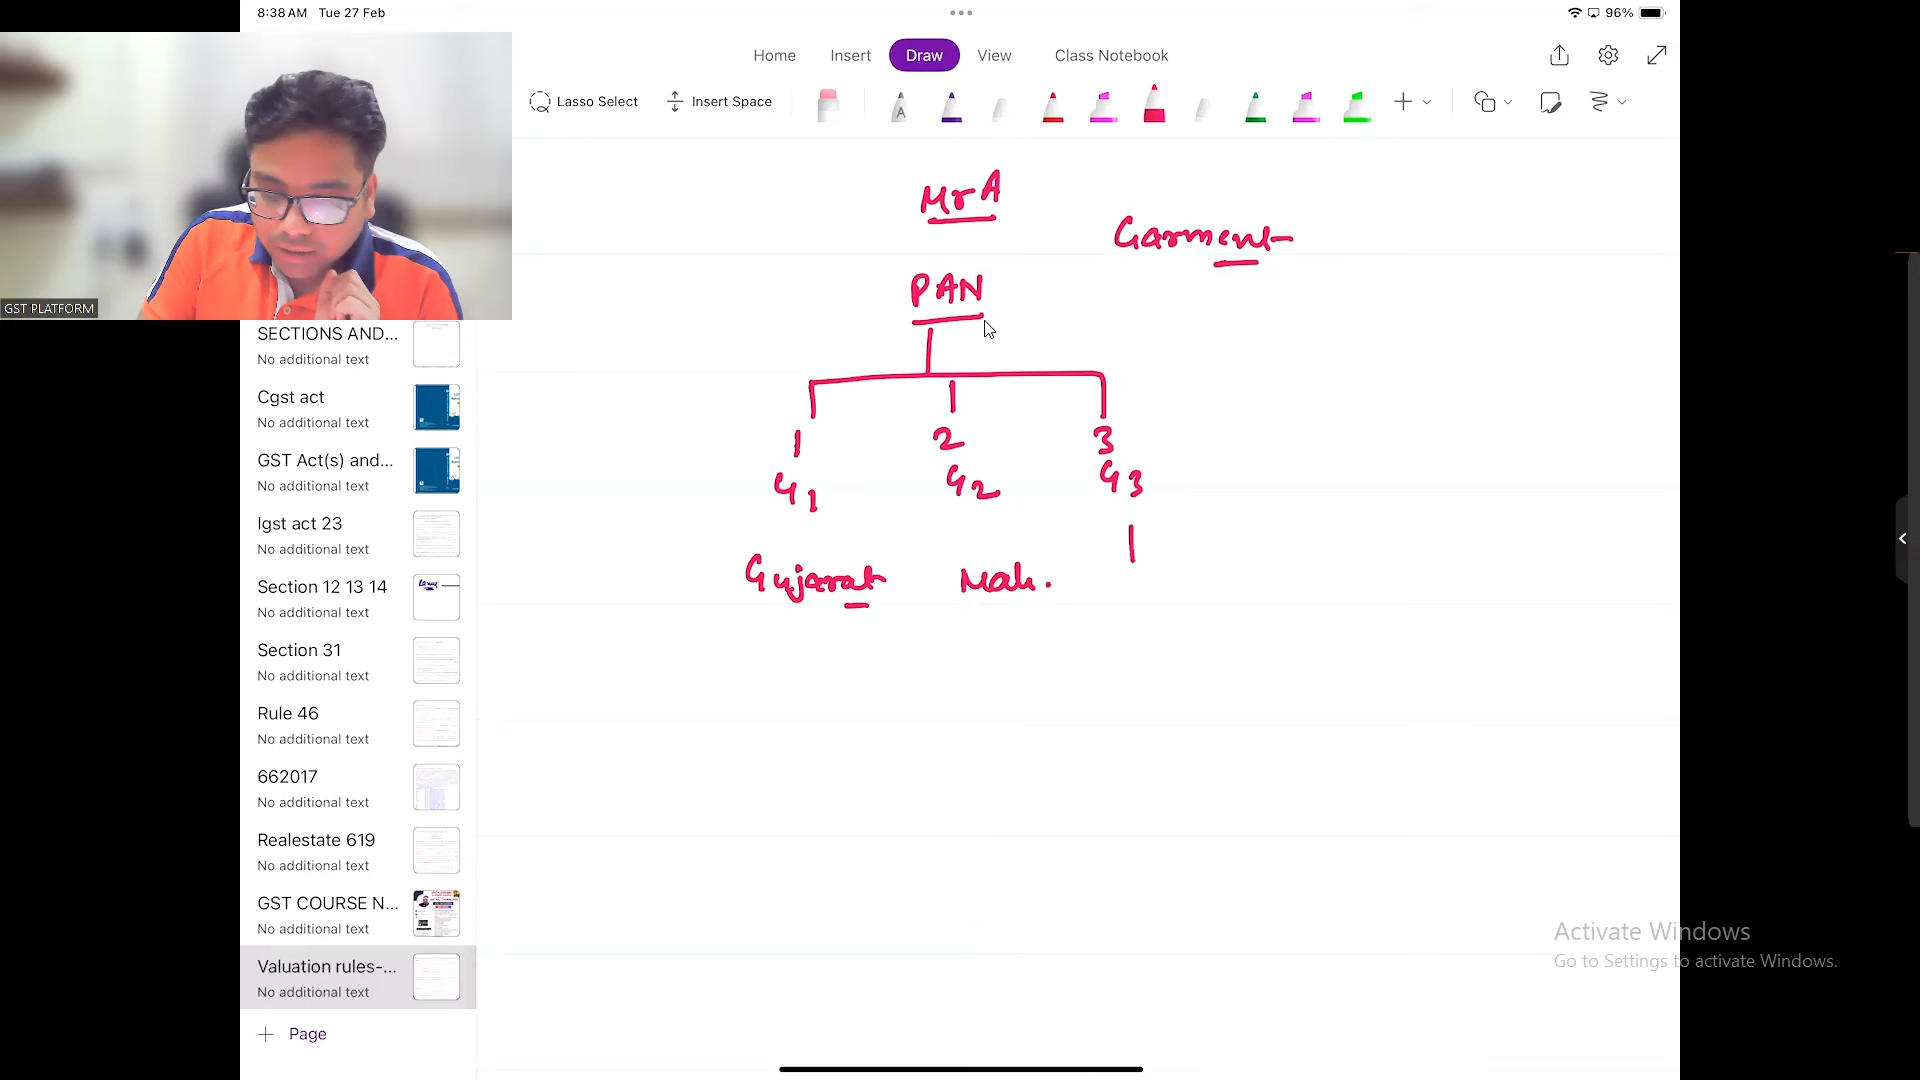 8:38 AM Tue 27 Feb
96%
Home Insert Draw View Class Notebook
Lasso Select Insert Space
A
GST PLATFORM
SECTIONS AND...
No additional text
Cgst act
No additional text
GST Act(s) and...
No additional text
Igst act 23
No additional text
Section 12 13 14
No additional text
Section 31
No additional text
Rule 46
No additional text
662017
No additional text
Realestate 619
No additional text
GST COURSE N...
No additional text
Valuation rules-...
No additional text
Page
Mr A
Garment
PAN
1 2 3
G1 G2 G3
Gujarat Mah.
Activate Windows
Go to Settings to activate Windows.